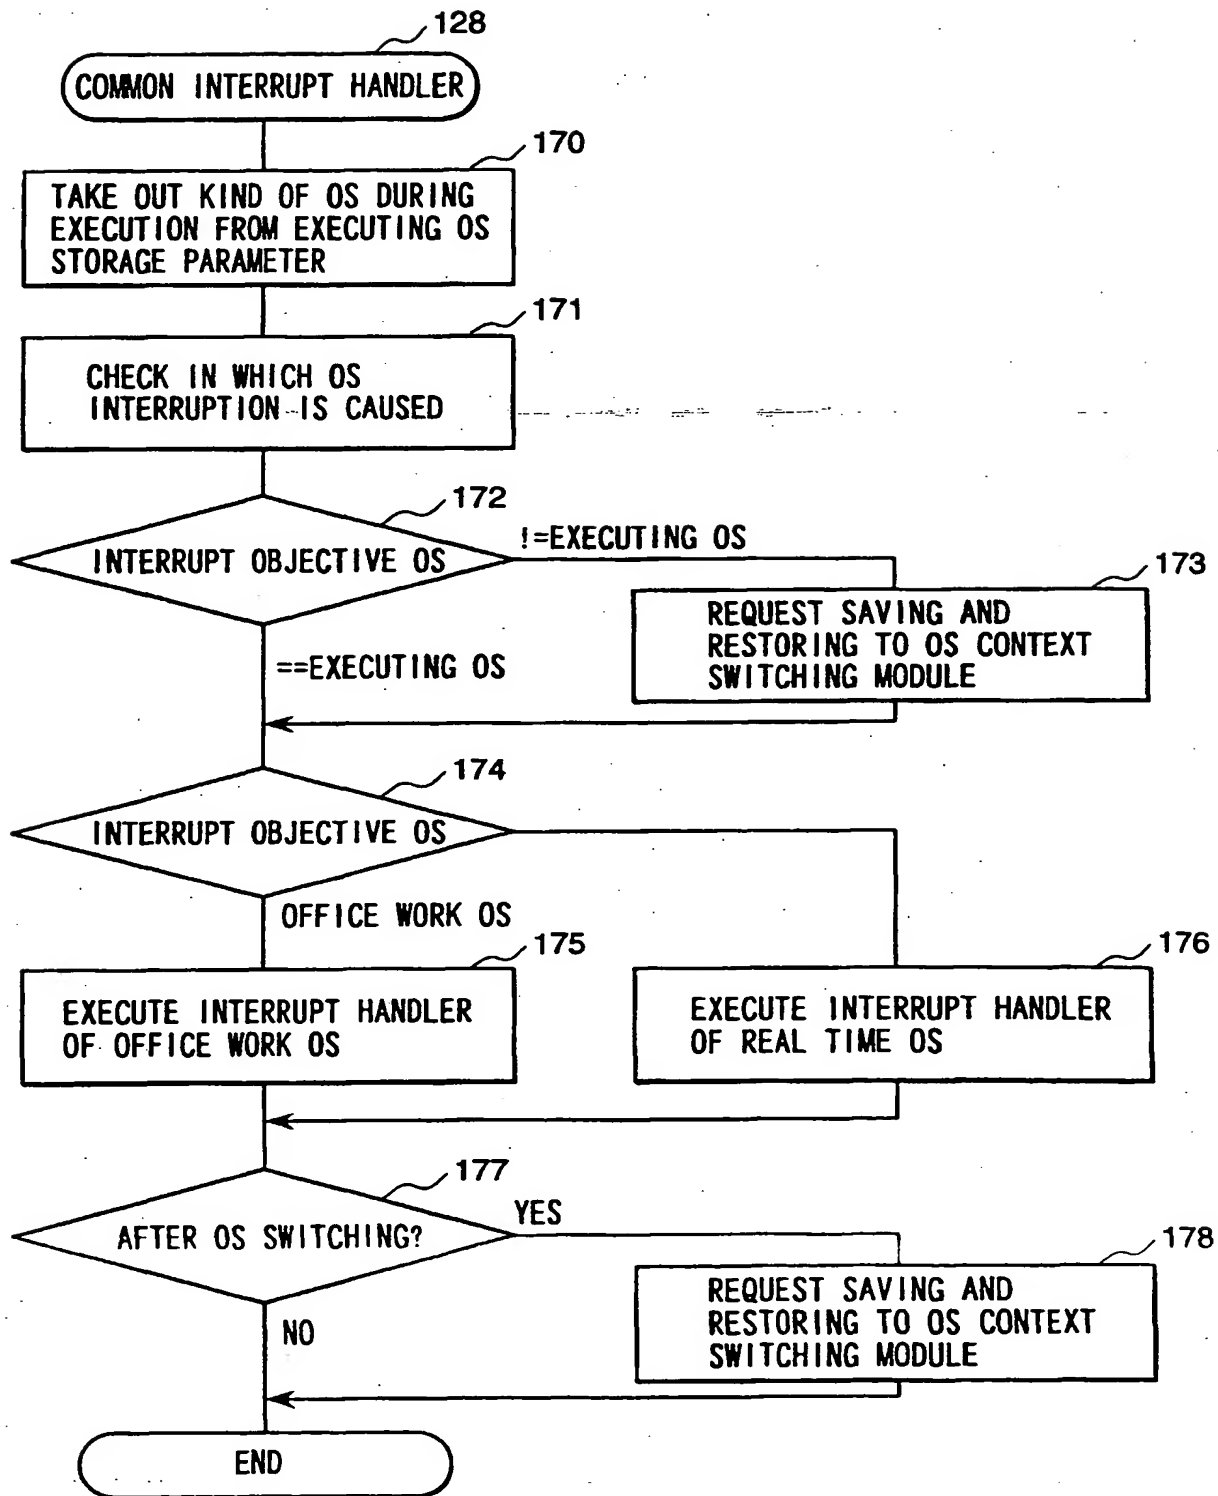 128
COMMON INTERRUPT HANDLER
170
TAKE OUT KIND OF OS DURING
EXECUTION FROM EXECUTING OS
STORAGE PARAMETER
171
CHECK IN WHICH OS
INTERRUPTION IS CAUSED
172
INTERRUPT OBJECTIVE OS
!=EXECUTING OS
173
REQUEST SAVING AND
RESTORING TO OS CONTEXT
SWITCHING MODULE
==EXECUTING OS
174
INTERRUPT OBJECTIVE OS
OFFICE WORK OS
175
EXECUTE INTERRUPT HANDLER
OF OFFICE WORK OS
176
EXECUTE INTERRUPT HANDLER
OF REAL TIME OS
177
AFTER OS SWITCHING?
YES
178
REQUEST SAVING AND
RESTORING TO OS CONTEXT
SWITCHING MODULE
NO
END